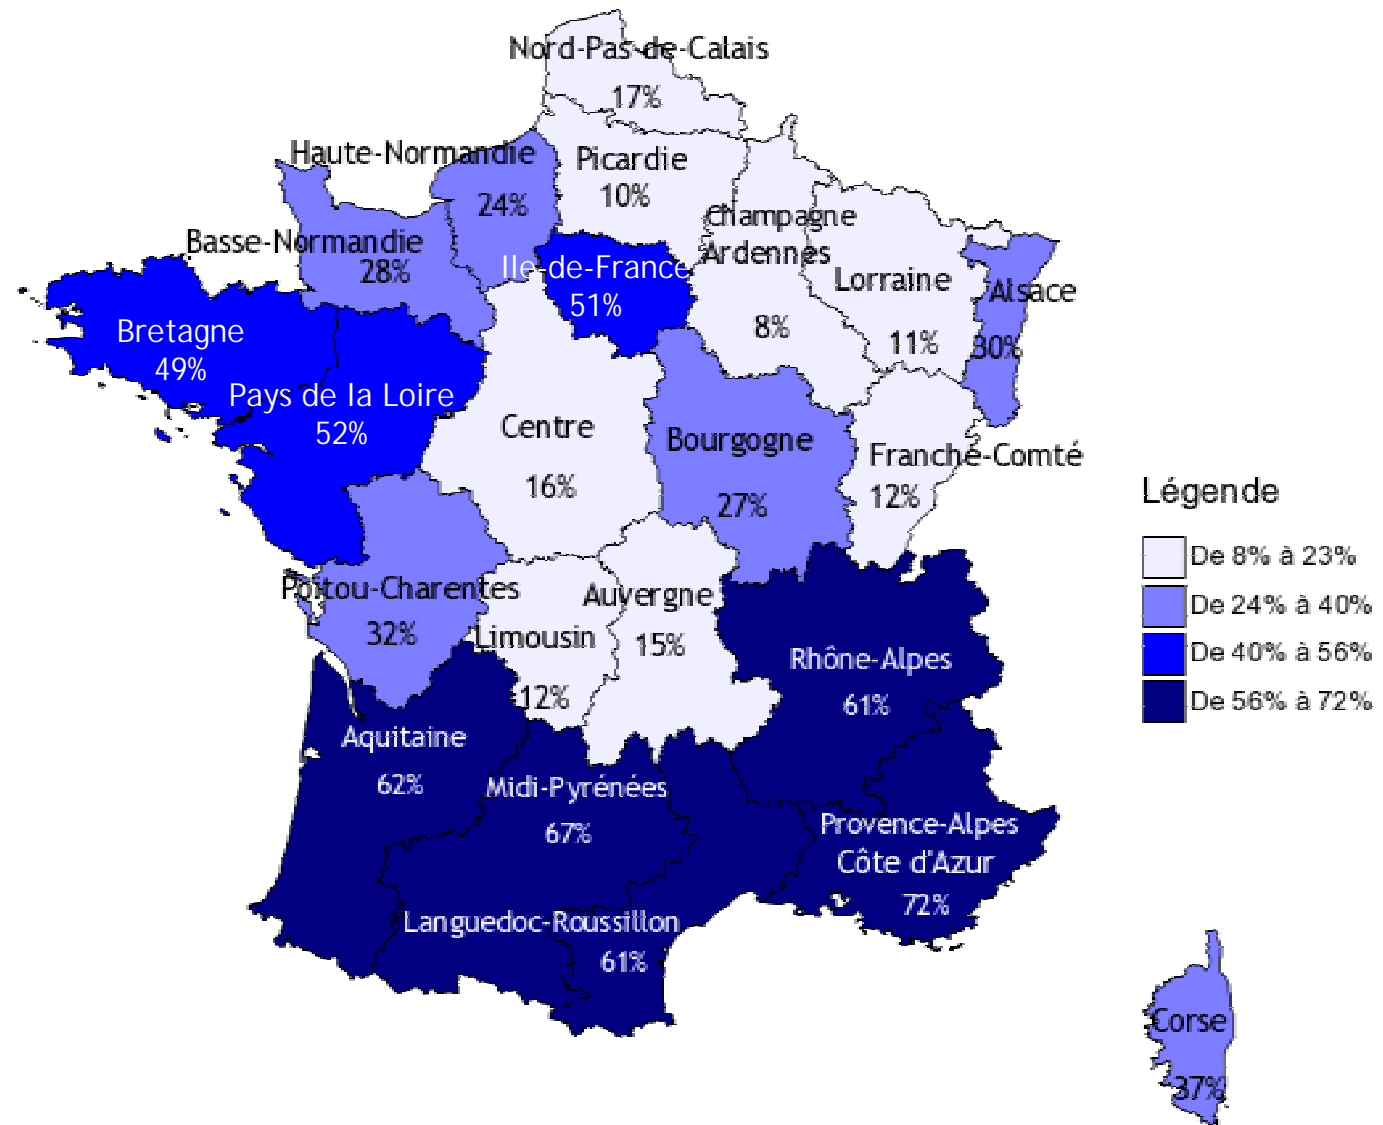 Nord-Pas-de-Calais
17%
Haute-Normandie
24%
Picardie
10%
Champagne
Ardennes
8%
Basse-Normandie
28%
Ile-de-France
51%
Lorraine
11%
Alsace
30%
Bretagne
49%
Pays de la Loire
52%
Centre
16%
Bourgogne
27%
Franche-Comté
12%
Légende
De 8% à 23%
De 24% à 40%
De 40% à 56%
De 56% à 72%
Poitou-Charentes
32%
Limousin
12%
Auvergne
15%
Rhône-Alpes
61%
Aquitaine
62%
Midi-Pyrénées
67%
Provence-Alpes
Côte d'Azur
72%
Languedoc-Roussillon
61%
Corse
37%